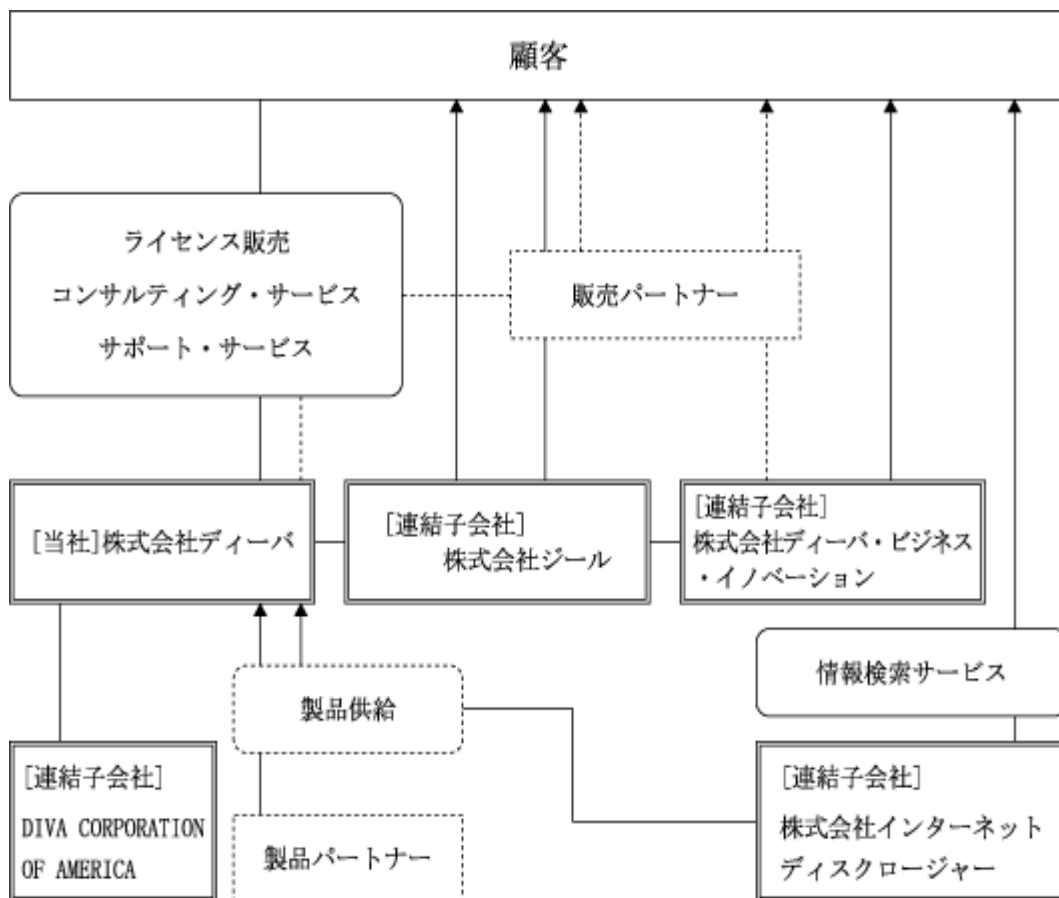 顧客
ライセンス販売
コンサルティング・サービス
サポート・サービス
販売パートナー
[当社]株式会社ディーバ
[連結子会社]
株式会社ジール
[連結子会社]
株式会社ディーバ・ビジネス
・イノベーション
情報検索サービス
製品供給
[連結子会社]
DIVA CORPORATION
OF AMERICA
製品パートナー
[連結子会社]
株式会社インターネット
ディスクロージャー